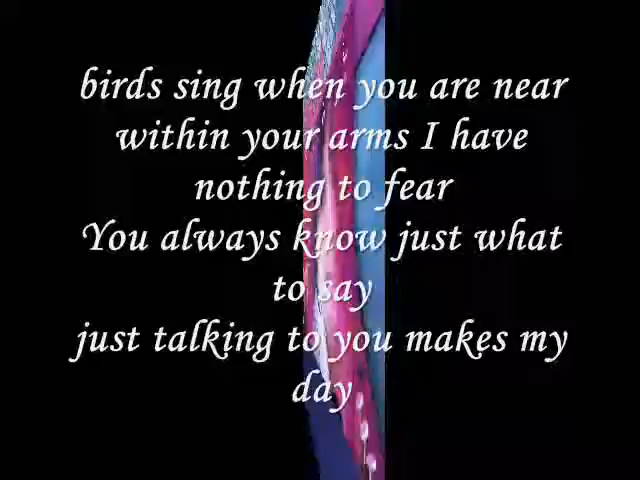 birds sing when you are near
within your arms I have
nothing to fear
You always know just what
to say
just talking to you makes my
day